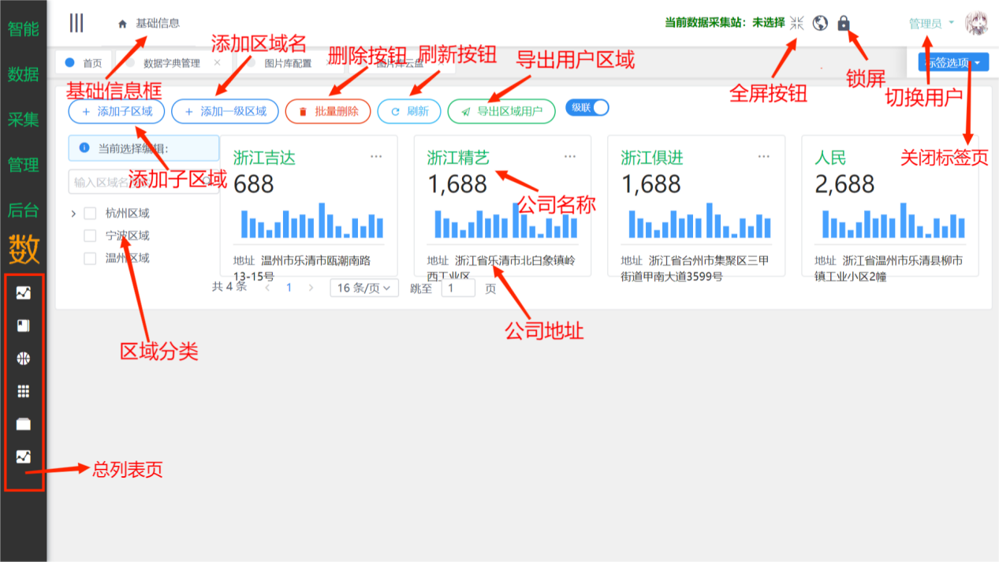 智能
数据
采集
管理
后台
数
基础信息
当前数据采集站：未选择
管理员
添加区域名
删除按钮
刷新按钮
导出用户区域
全屏按钮
锁屏
切换用户
首页
数据字典管理
图片库配置
图片库云盘
标签选项
基础信息框
添加子区域
添加一级区域
批量删除
刷新
导出区域用户
级联
关闭标签页
当前选择编辑：
添加子区域
输入区域名
杭州区域
宁波区域
温州区域
浙江吉达
688
地址 温州市乐清市瓯潮南路
13-15号
浙江精艺
1,688
公司名称
地址 浙江省乐清市北白象镇岭
西工业区
浙江俱进
1,688
地址 浙江省台州市集聚区三甲
街道甲南大道3599号
人民
2,688
地址 浙江省温州市乐清县柳市
镇工业小区2幢
共 4 条
1
16 条/页
跳至
1
页
公司地址
区域分类
总列表页